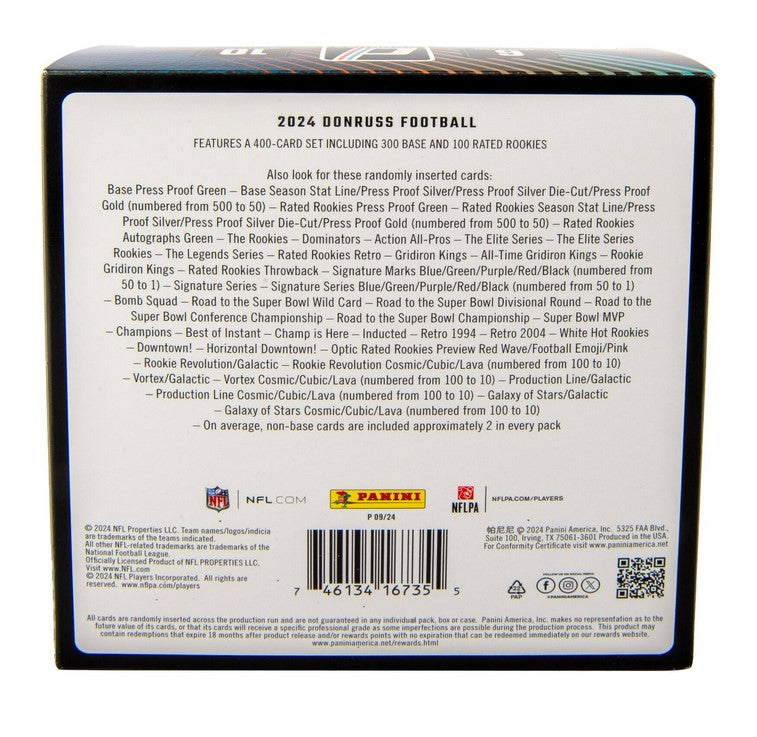 2024 DONRUSS FOOTBALL
FEATURES A 400-CARD SET INCLUDING 300 BASE AND 100 RATED ROOKIES
Also look for these randomly inserted cards:
Base Press Proof Green – Base Season Stat Line/Press Proof Silver/Press Proof Silver Die-Cut/Press Proof
Gold (numbered from 500 to 50) – Rated Rookies Press Proof Green – Rated Rookies Season Stat Line/Press
Proof Silver/Press Proof Silver Die-Cut/Press Proof Gold (numbered from 500 to 50) – Rated Rookies
Autographs Green – The Rookies – Dominators – Action All-Pros – The Elite Series – The Elite Series
Rookies – The Legends Series – Rated Rookies Retro – Gridiron Kings – All-Time Gridiron Kings – Rookie
Gridiron Kings – Rated Rookies Throwback – Signature Marks Blue/Green/Purple/Red/Black (numbered from
50 to 1) – Signature Series – Signature Series Blue/Green/Purple/Red/Black (numbered from 50 to 1)
– Bomb Squad – Road to the Super Bowl Wild Card – Road to the Super Bowl Divisional Round – Road to the
Super Bowl Conference Championship – Road to the Super Bowl Championship – Super Bowl MVP
– Champions – Best of Instant – Champ is Here – Inducted – Retro 1994 – Retro 2004 – White Hot Rookies
– Downtown! – Horizontal Downtown! – Optic Rated Rookies Preview Red Wave/Football Emoji/Pink
– Rookie Revolution/Galactic – Rookie Revolution Cosmic/Cubic/Lava (numbered from 100 to 10)
– Vortex/Galactic – Vortex Cosmic/Cubic/Lava (numbered from 100 to 10) – Production Line/Galactic
– Production Line Cosmic/Cubic/Lava (numbered from 100 to 10) – Galaxy of Stars/Galactic
– Galaxy of Stars Cosmic/Cubic/Lava (numbered from 100 to 10)
– On average, non-base cards are included approximately 2 in every pack
NFL NFL.COM
PANINI
NFLPA NFLPA.COM/PLAYERS
P 09/24
© 2024 NFL Properties LLC. Team names/logos/indicia
are trademarks of the teams indicated.
All other NFL-related trademarks are trademarks of the
National Football League.
Officially Licensed Product of NFL PROPERTIES LLC.
Visit www.NFL.com
© 2024 NFL Players Incorporated. All rights are
reserved. www.nflpa.com/players
7 46134 16735 5
帕尼尼 © 2024 Panini America, Inc. 5325 FAA Blvd.,
Suite 100, Irving, TX 75061-3601 Produced in the USA.
For Conformity Certificate visit www.paniniamerica.net
PAP
FOLLOW US ON SOCIAL MEDIA
@PANINIAMERICA
All cards are randomly inserted across the production run and are not guaranteed in any individual pack, box or case. Panini America, Inc. makes no representation as to the
future value of its cards, or that its cards will receive a specific professional grade as some imperfections are possible during the production process. This product may
contain redemptions that expire 18 months after product release and/or rewards points with no expiration that can be redeemed immediately on our rewards website.
www.paniniamerica.net/rewards.html